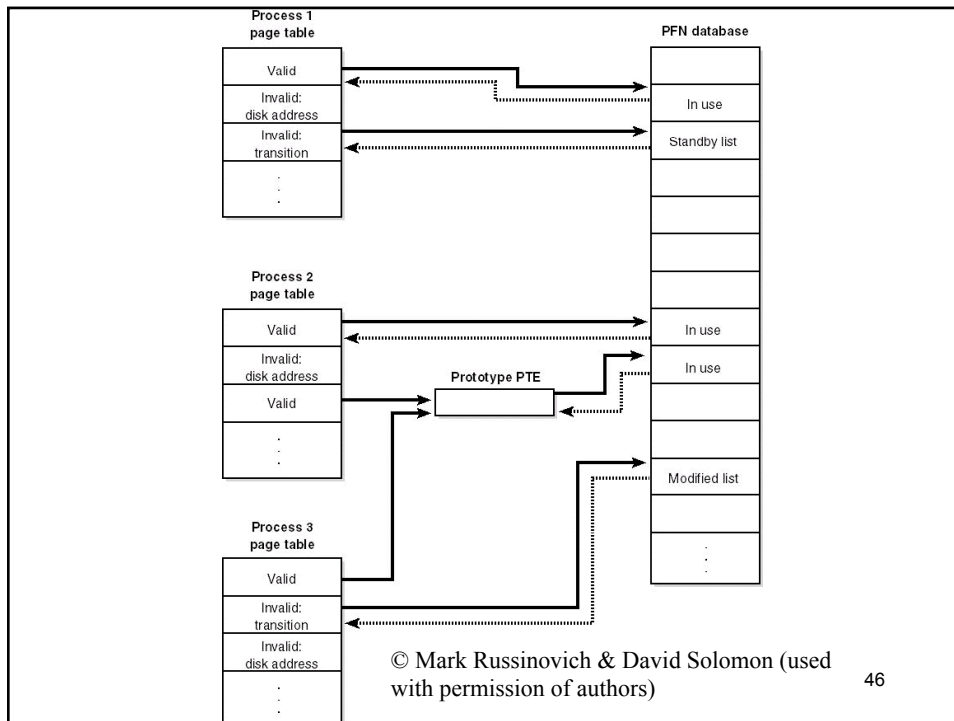 Process 1
page table
Valid
Invalid:
disk address
Invalid:
transition
.
.
.
PFN database
In use
Standby list
In use
In use
Modified list
.
.
.
Process 2
page table
Valid
Invalid:
disk address
Valid
.
.
.
Prototype PTE
Process 3
page table
Valid
Invalid:
transition
Invalid:
disk address
.
.
.
© Mark Russinovich & David Solomon (used
with permission of authors)
46